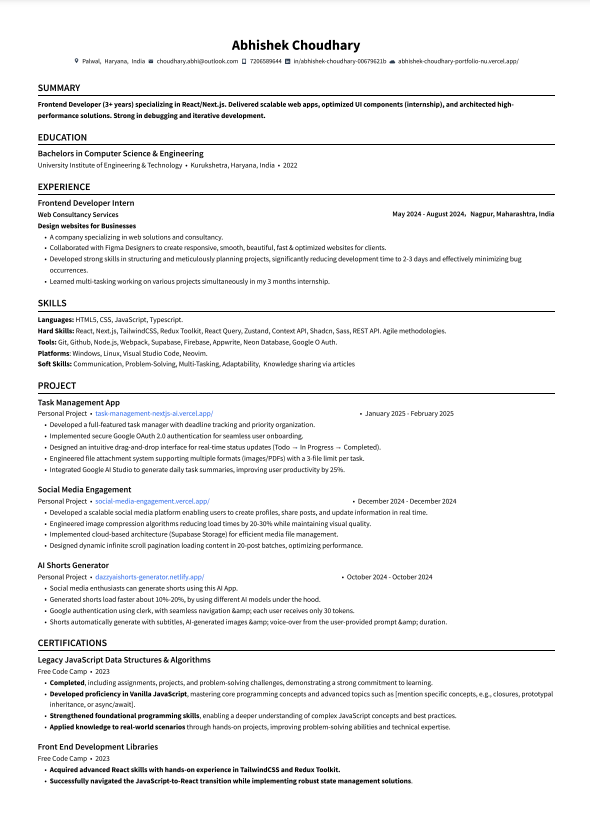 Abhishek Choudhary
Palwal, Haryana, India choudhary.abhi@outlook.com 7206589644 in/abhishek-choudhary-00679621b abhishek-choudhary-portfolio-nu.vercel.app/
SUMMARY
Frontend Developer (3+ years) specializing in React/Next.js. Delivered scalable web apps, optimized UI components (internship), and architected high-
performance solutions. Strong in debugging and iterative development.
EDUCATION
Bachelors in Computer Science & Engineering
University Institute of Engineering & Technology • Kurukshetra, Haryana, India • 2022
EXPERIENCE
Frontend Developer Intern
Web Consultancy Services May 2024 - August 2024, Nagpur, Maharashtra, India
Design websites for Businesses
• A company specializing in web solutions and consultancy.
• Collaborated with Figma Designers to create responsive, smooth, beautiful, fast & optimized websites for clients.
• Developed strong skills in structuring and meticulously planning projects, significantly reducing development time to 2-3 days and effectively minimizing bug
occurrences.
• Learned multi-tasking working on various projects simultaneously in my 3 months internship.
SKILLS
Languages: HTML5, CSS, JavaScript, Typescript.
Hard Skills: React, Next.js, TailwindCSS, Redux Toolkit, React Query, Zustand, Context API, Shadcn, Sass, REST API. Agile methodologies.
Tools: Git, Github, Node.js, Webpack, Supabase, Firebase, Appwrite, Neon Database, Google O Auth.
Platforms: Windows, Linux, Visual Studio Code, Neovim.
Soft Skills: Communication, Problem-Solving, Multi-Tasking, Adaptability, Knowledge sharing via articles
PROJECT
Task Management App
Personal Project • task-management-nextjs-ai.vercel.app/ • January 2025 - February 2025
• Developed a full-featured task manager with deadline tracking and priority organization.
• Implemented secure Google OAuth 2.0 authentication for seamless user onboarding.
• Designed an intuitive drag-and-drop interface for real-time status updates (Todo → In Progress → Completed).
• Engineered file attachment system supporting multiple formats (images/PDFs) with a 3-file limit per task.
• Integrated Google AI Studio to generate daily task summaries, improving user productivity by 25%.
Social Media Engagement
Personal Project • social-media-engagement.vercel.app/ • December 2024 - December 2024
• Developed a scalable social media platform enabling users to create profiles, share posts, and update information in real time.
• Engineered image compression algorithms reducing load times by 20-30% while maintaining visual quality.
• Implemented cloud-based architecture (Supabase Storage) for efficient media file management.
• Designed dynamic infinite scroll pagination loading content in 20-post batches, optimizing performance.
AI Shorts Generator
Personal Project • dazzyaishorts-generator.netlify.app/ • October 2024 - October 2024
• Social media enthusiasts can generate shorts using this AI App.
• Generated shorts load faster about 10%-20%, by using different AI models under the hood.
• Google authentication using clerk, with seamless navigation &amp; each user receives only 30 tokens.
• Shorts automatically generate with subtitles, AI-generated images &amp; voice-over from the user-provided prompt &amp; duration.
CERTIFICATIONS
Legacy JavaScript Data Structures & Algorithms
Free Code Camp • 2023
• Completed, including assignments, projects, and problem-solving challenges, demonstrating a strong commitment to learning.
• Developed proficiency in Vanilla JavaScript, mastering core programming concepts and advanced topics such as [mention specific concepts, e.g., closures, prototypal
inheritance, or async/await].
• Strengthened foundational programming skills, enabling a deeper understanding of complex JavaScript concepts and best practices.
• Applied knowledge to real-world scenarios through hands-on projects, improving problem-solving abilities and technical expertise.
Front End Development Libraries
Free Code Camp • 2023
• Acquired advanced React skills with hands-on experience in TailwindCSS and Redux Toolkit.
• Successfully navigated the JavaScript-to-React transition while implementing robust state management solutions.